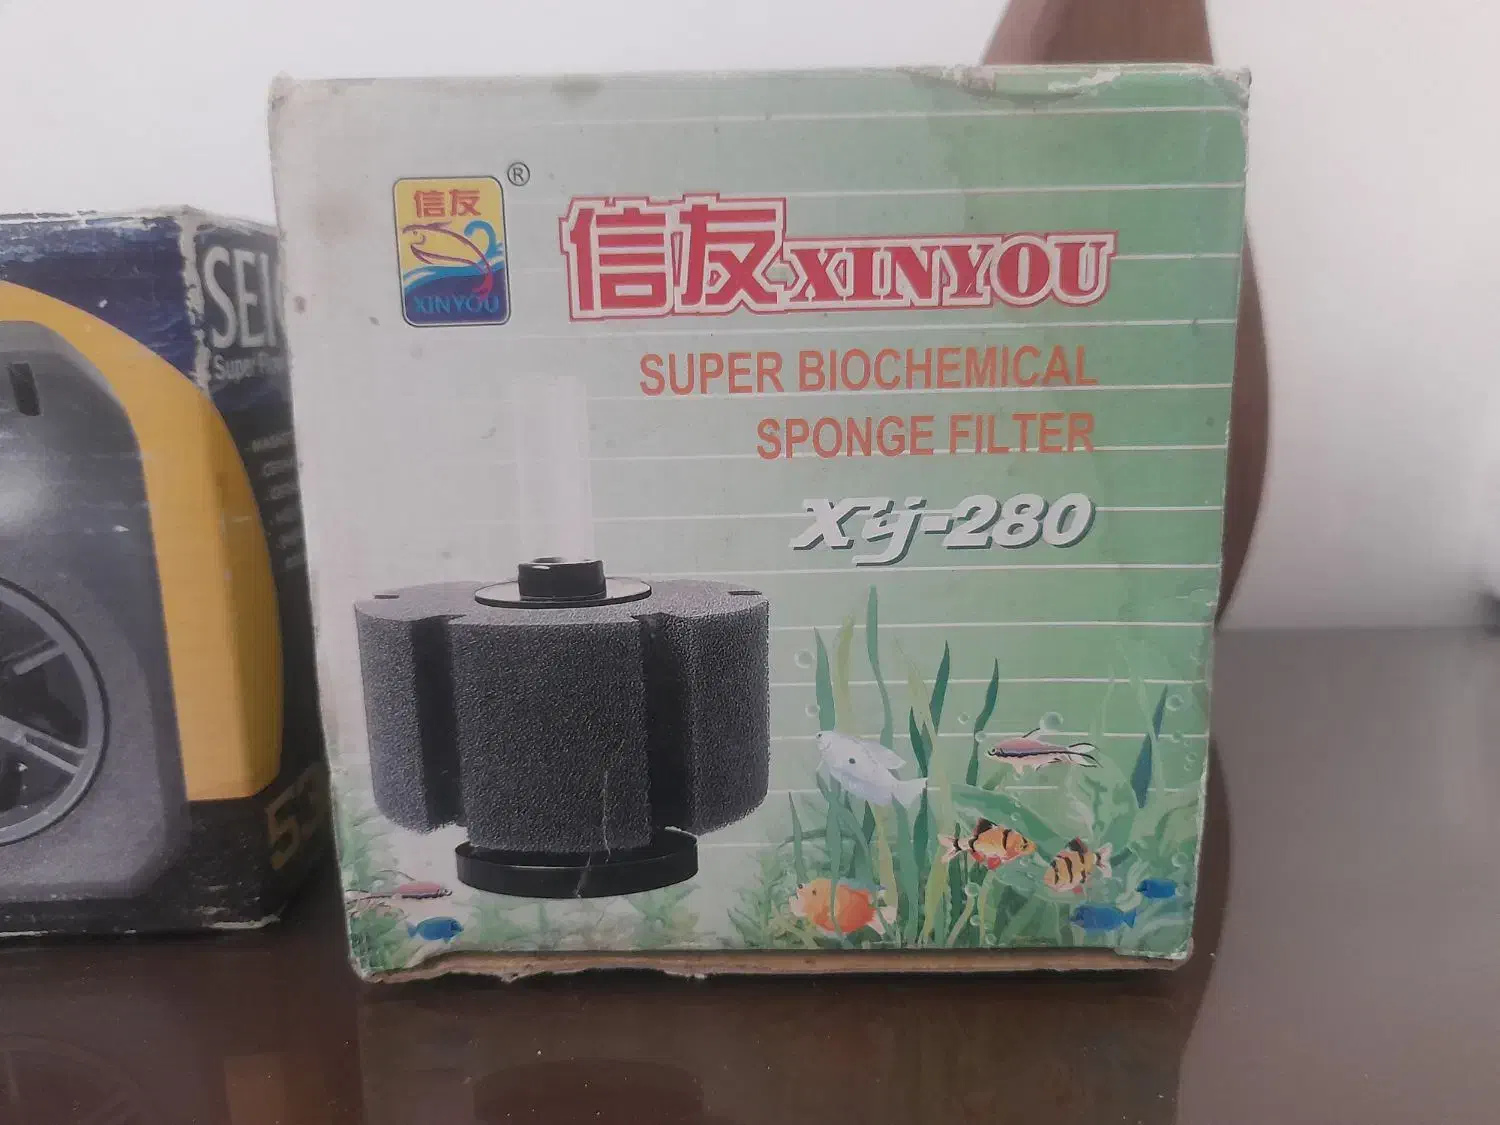 信友
XINYOU
®
信友XINYOU
SUPER BIOCHEMICAL
SPONGE FILTER
XY-280
SEI
Super
53